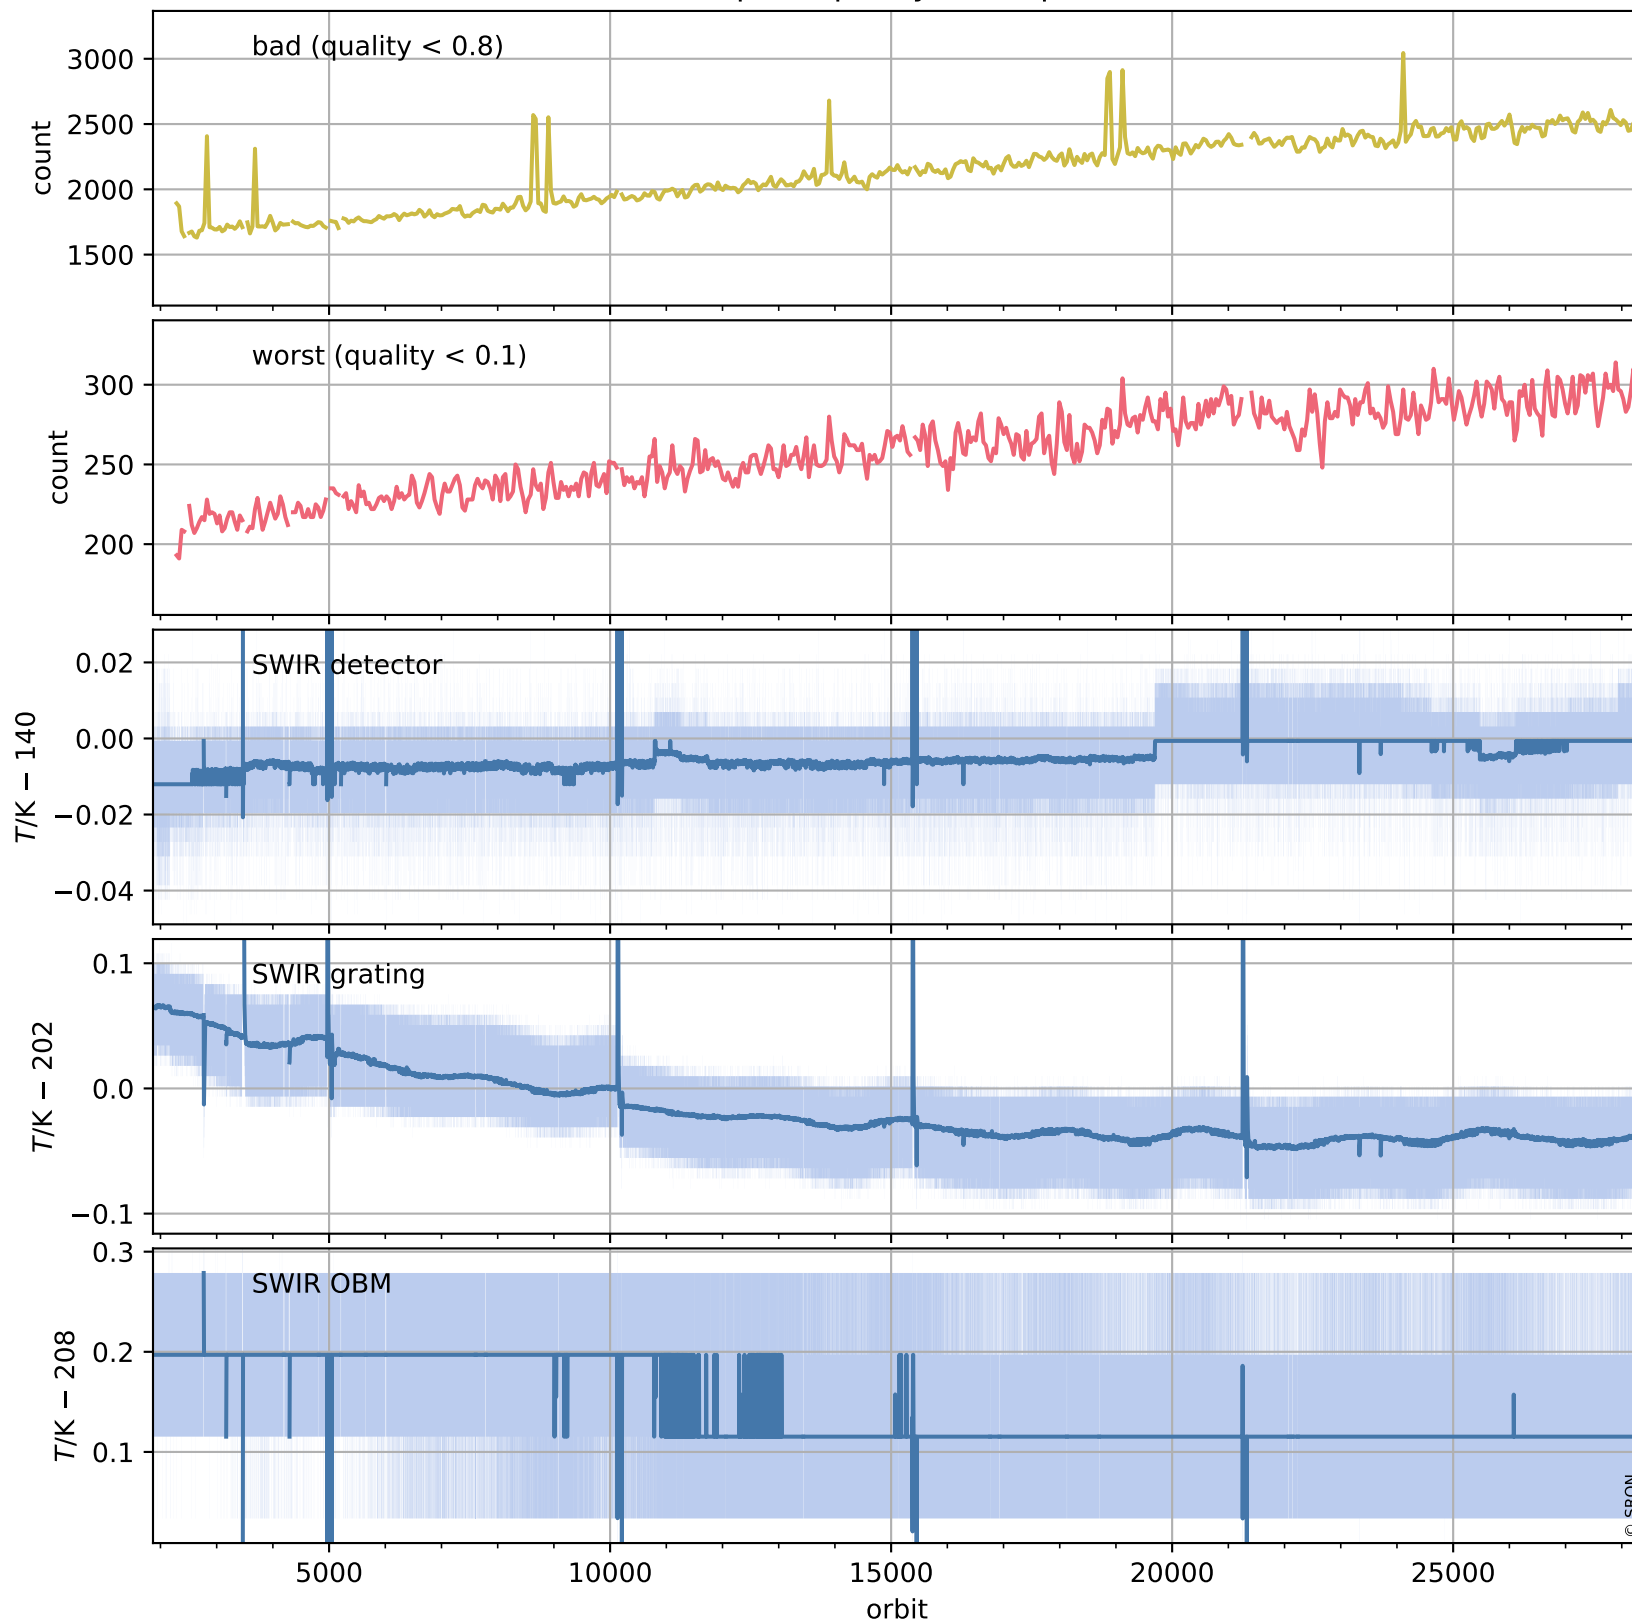 bad (quality < 0.8)
3000
2500
2000
1500
count
worst (quality < 0.1)
300
250
200
count
SWIR detector
0.02
0.00
−0.02
−0.04
T/K − 140
SWIR grating
0.1
0.0
−0.1
T/K − 202
SWIR OBM
0.3
0.2
0.1
T/K − 208
© SRON
5000
10000
15000
20000
25000
orbit